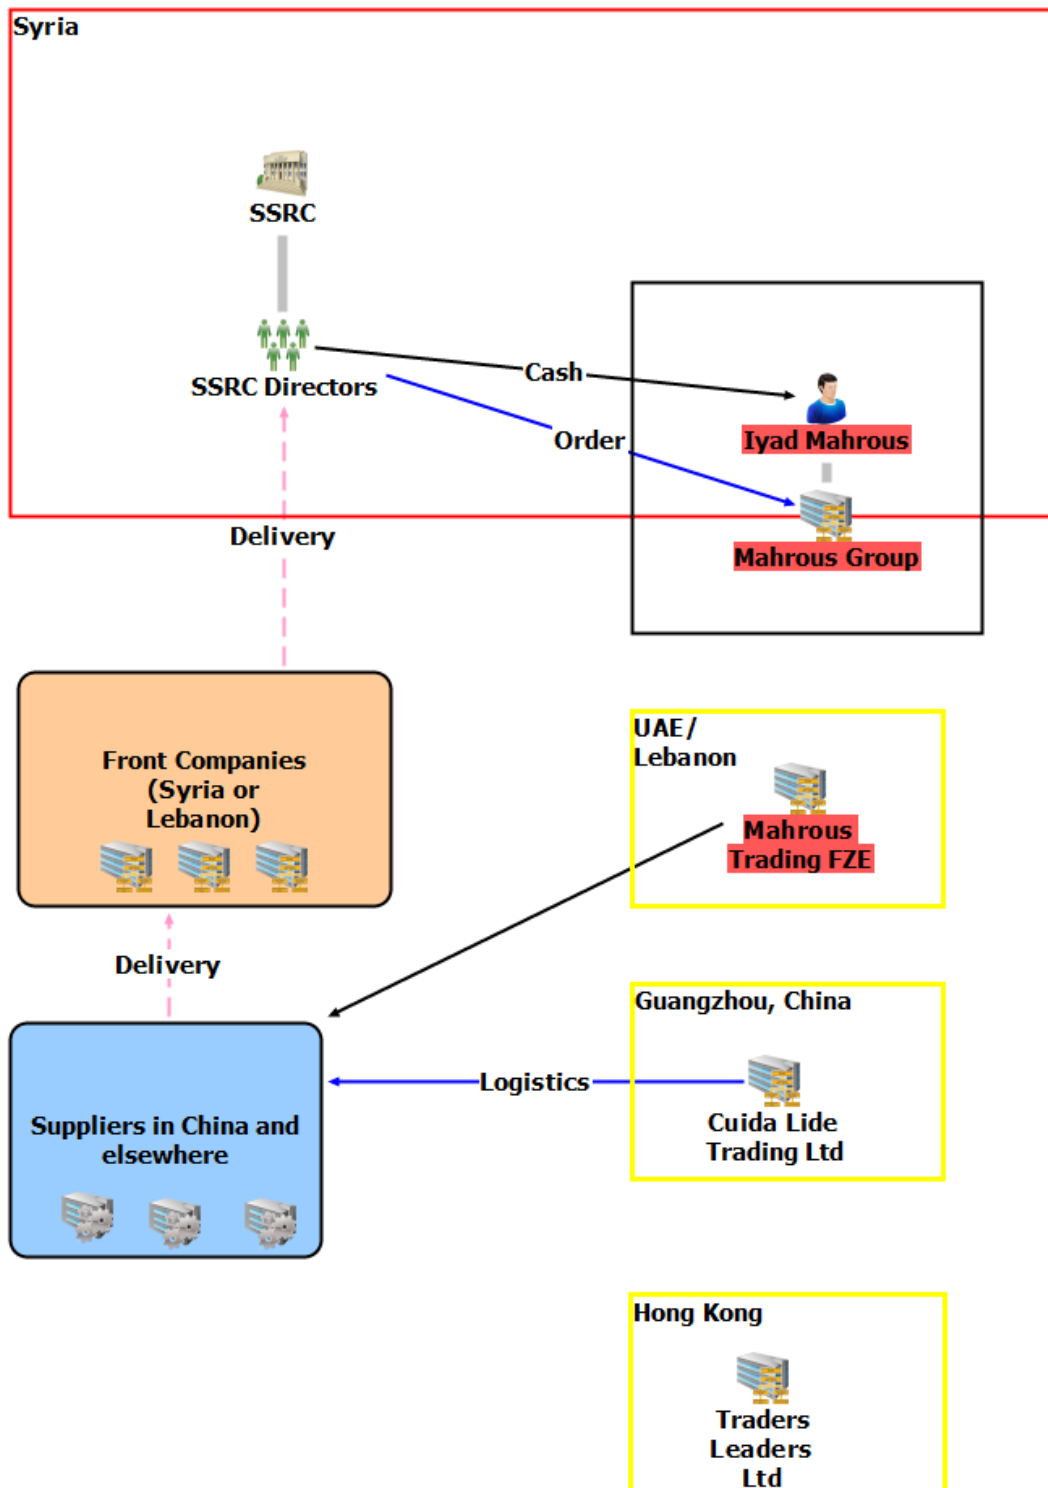 Syria
SSRC
SSRC Directors
Cash
Order
Iyad Mahrous
Mahrous Group
Delivery
Front Companies
(Syria or
Lebanon)
UAE/
Lebanon
Mahrous
Trading FZE
Delivery
Guangzhou, China
Logistics
Cuida Lide
Trading Ltd
Suppliers in China and
elsewhere
Hong Kong
Traders
Leaders
Ltd